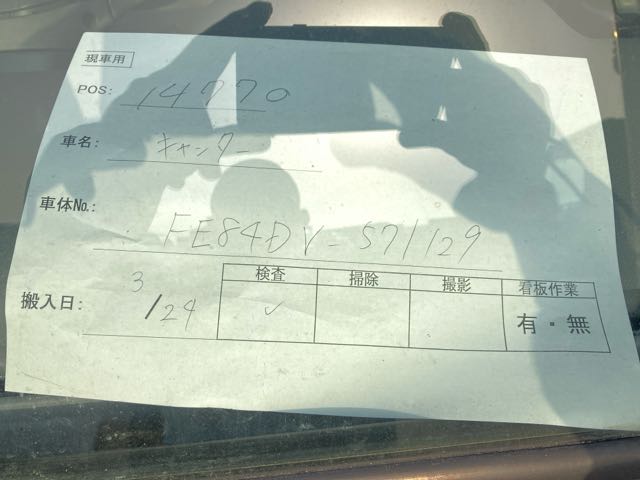 現車用
POS: 14770
車名: キャンター
車体No.: FE84DV-571129
搬入日: 3/24
検査 掃除 撮影 看板作業
✓ 有・無